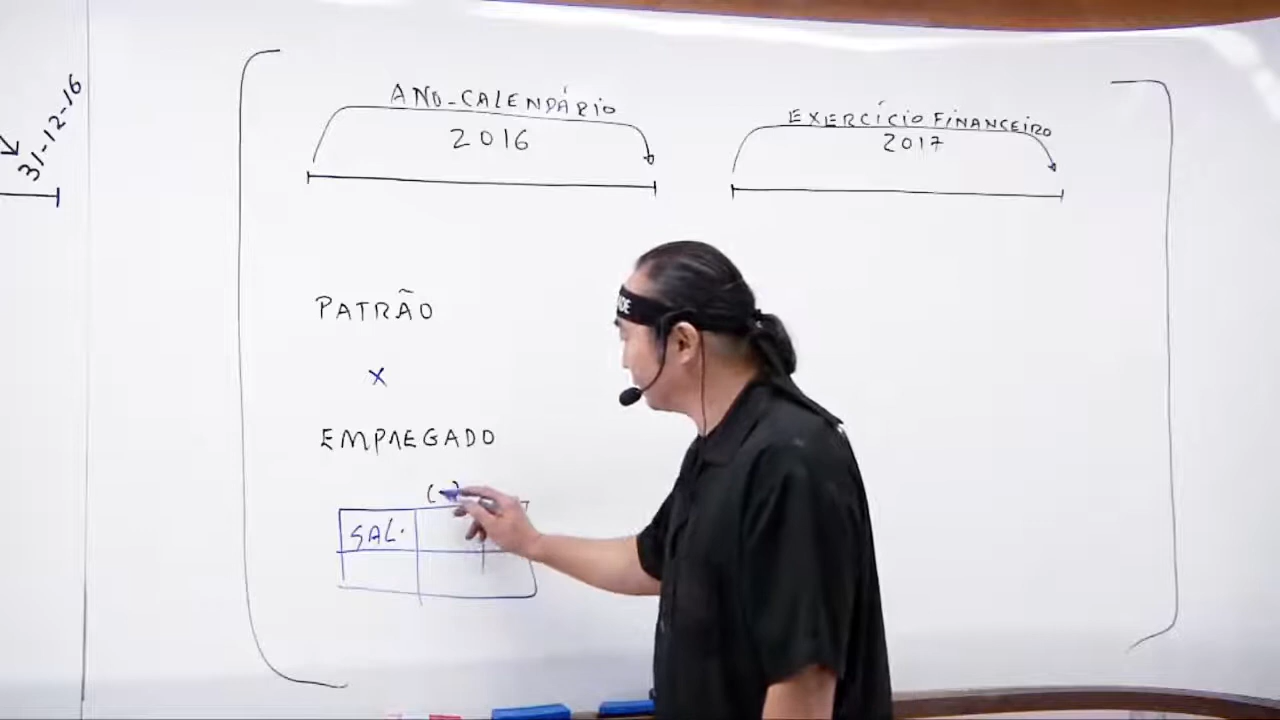 31-12-16
ANO-CALENDÁRIO
2016
EXERCÍCIO FINANCEIRO
2017
PATRÃO
X
EMPREGADO
(-)
SAL.